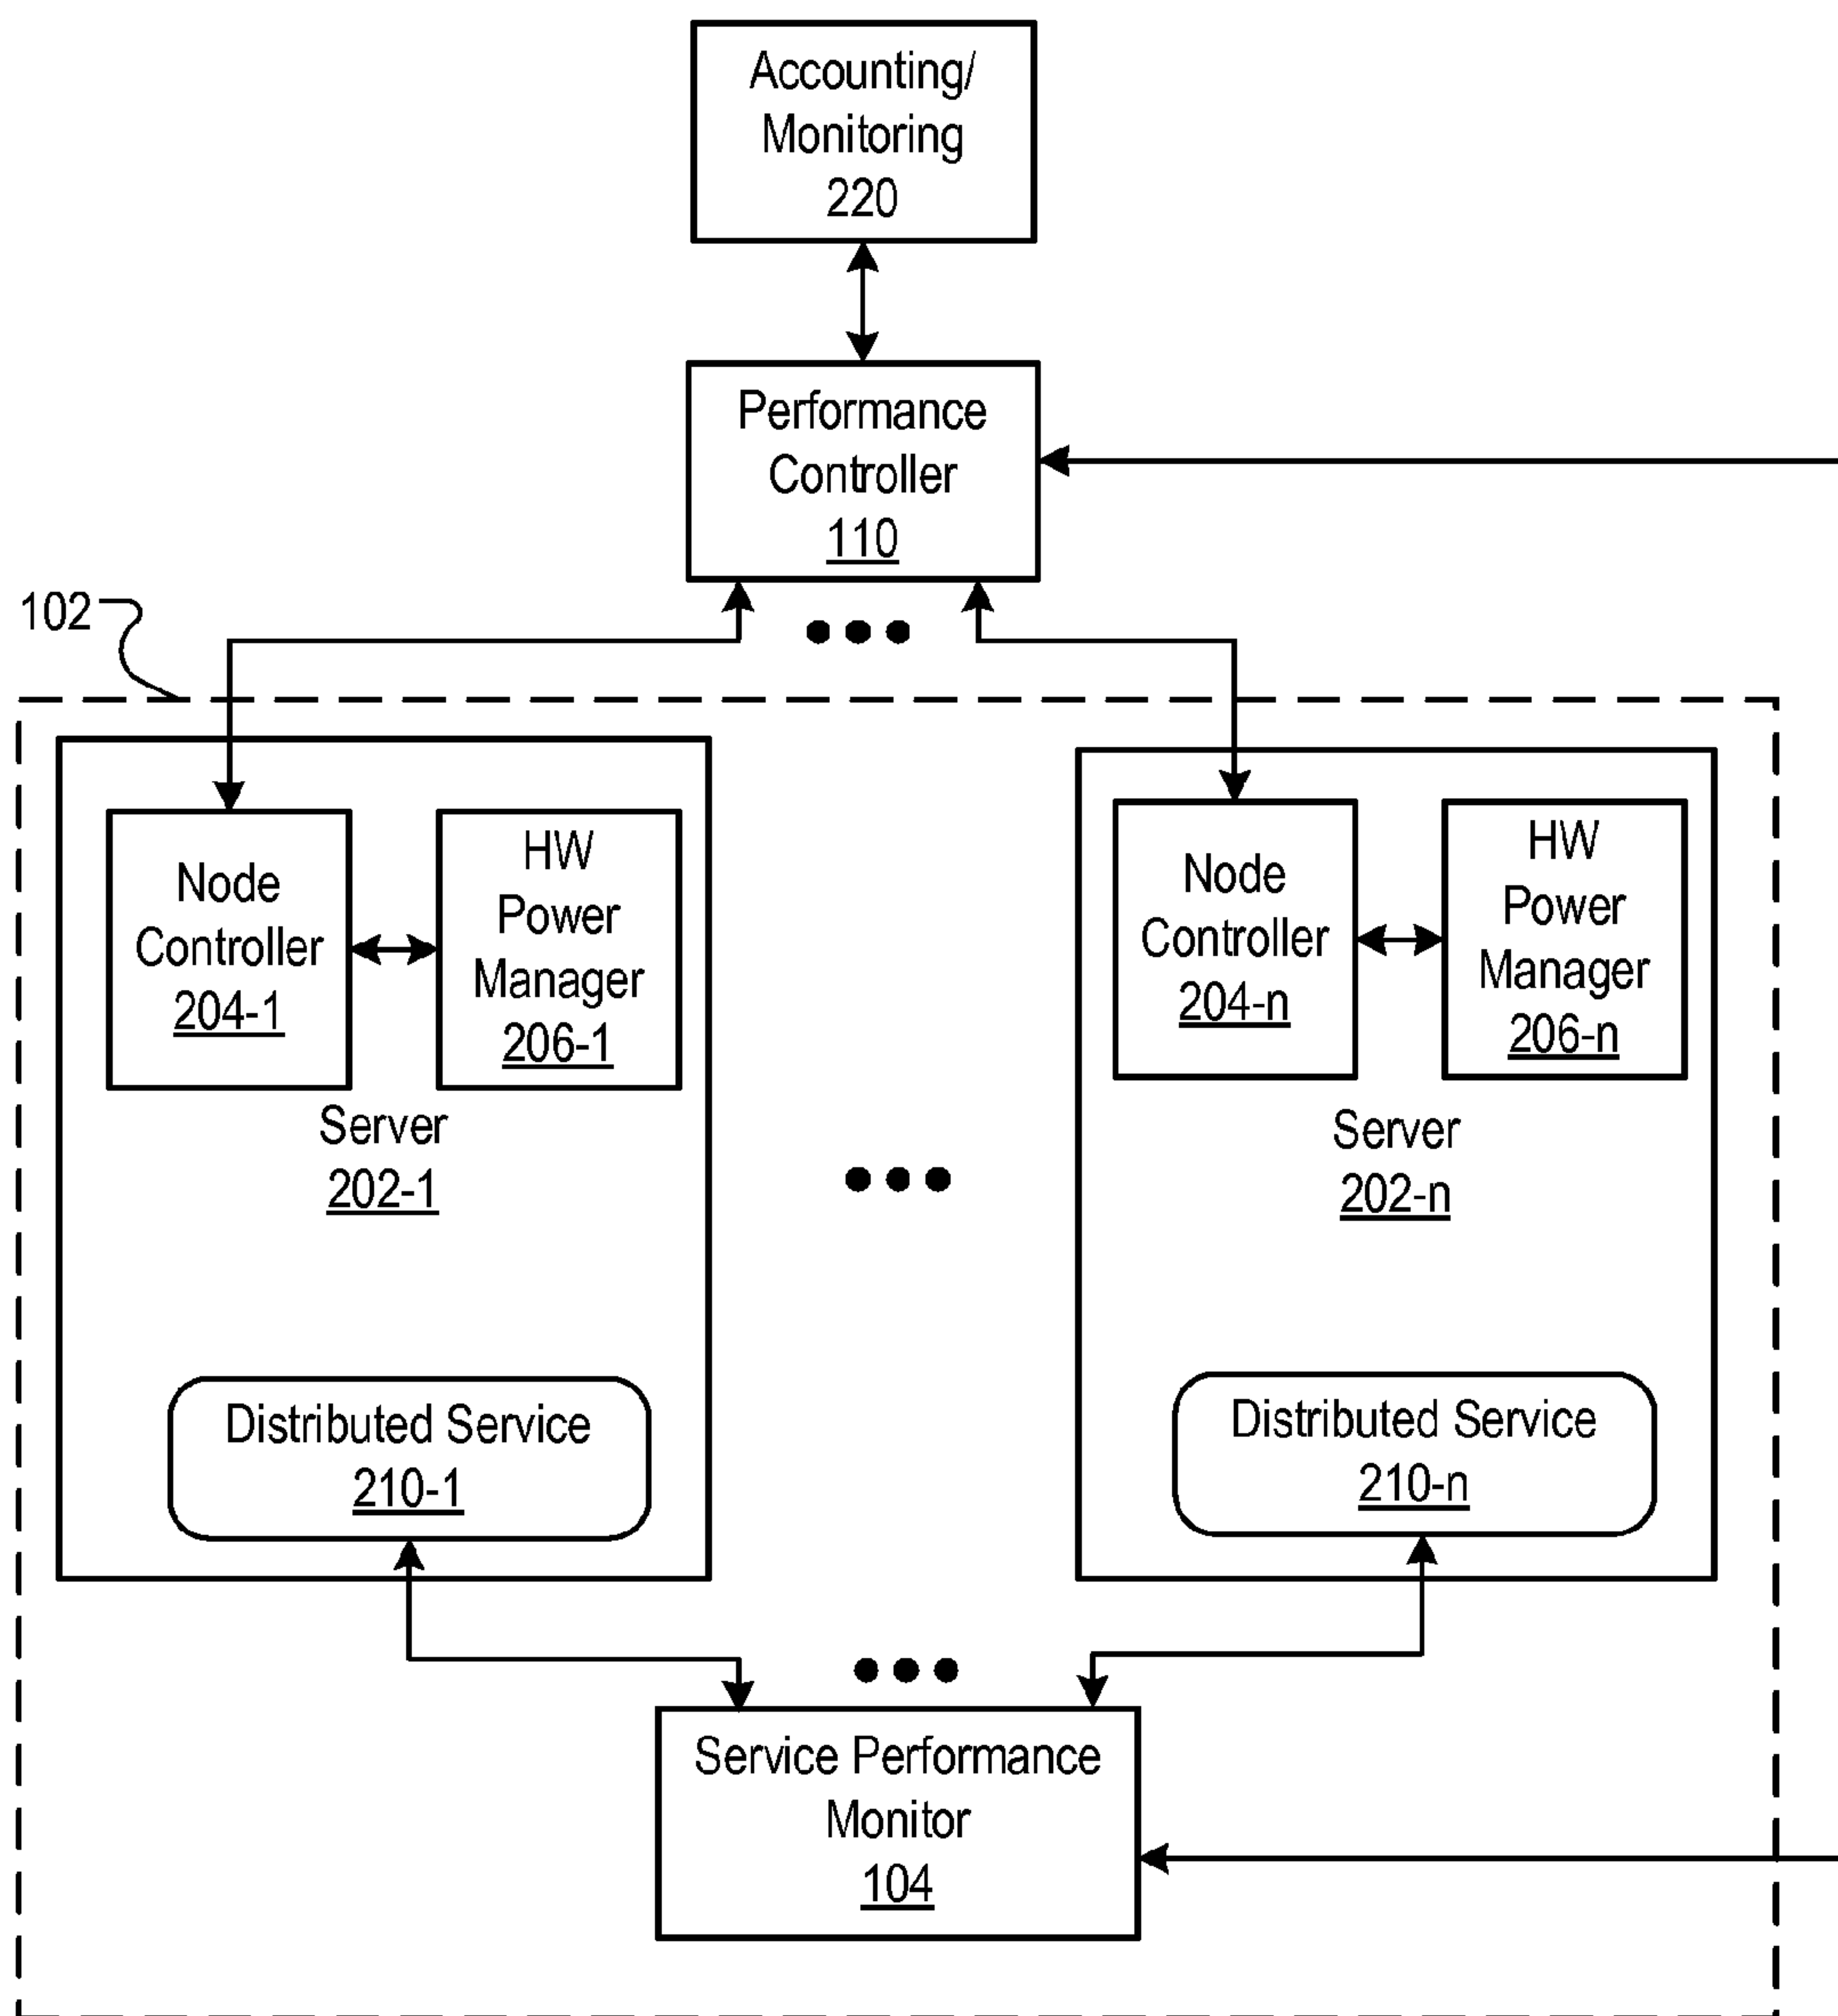 Accounting/
Monitoring
220
Performance
Controller
110
102
Node
Controller
204-1
HW
Power
Manager
206-1
Server
202-1
Distributed Service
210-1
Node
Controller
204-n
HW
Power
Manager
206-n
Server
202-n
Distributed Service
210-n
Service Performance
Monitor
104